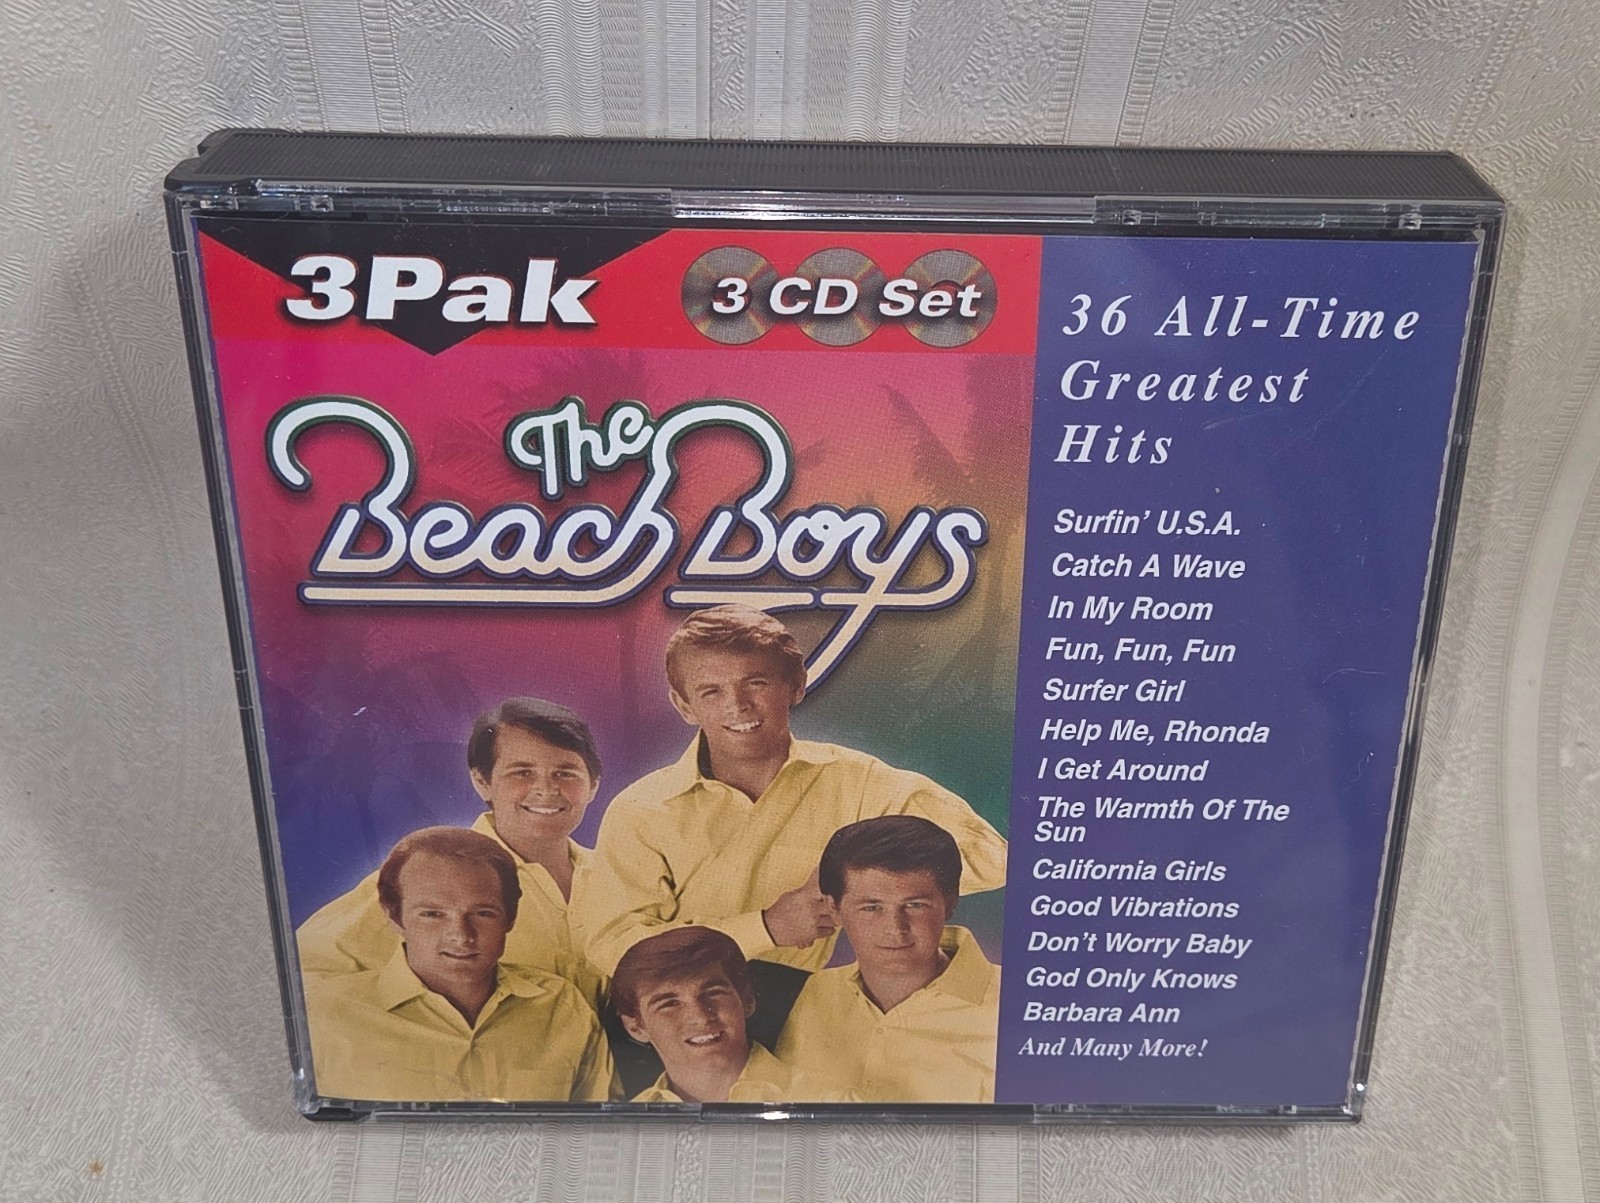 3Pak
3 CD Set
The
Beach Boys
36 All-Time
Greatest
Hits
Surfin' U.S.A.
Catch A Wave
In My Room
Fun, Fun, Fun
Surfer Girl
Help Me, Rhonda
I Get Around
The Warmth Of The
Sun
California Girls
Good Vibrations
Don't Worry Baby
God Only Knows
Barbara Ann
And Many More!